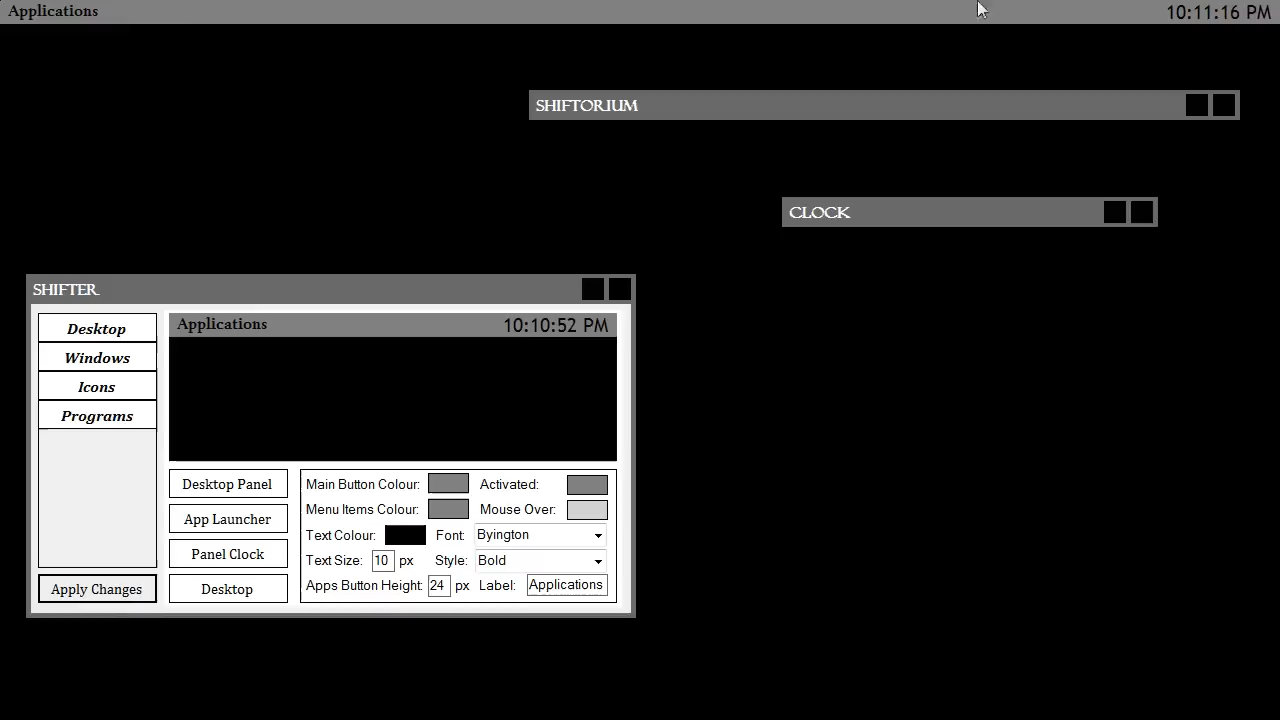 Applications
10:11:16 PM
SHIFTORIUM
CLOCK
SHIFTER
Desktop
Windows
Icons
Programs
Apply Changes
Applications
10:10:52 PM
Desktop Panel
App Launcher
Panel Clock
Desktop
Main Button Colour: Activated:
Menu Items Colour: Mouse Over:
Text Colour: Font: Byington
Text Size: 10 px Style: Bold
Apps Button Height: 24 px Label: Applications